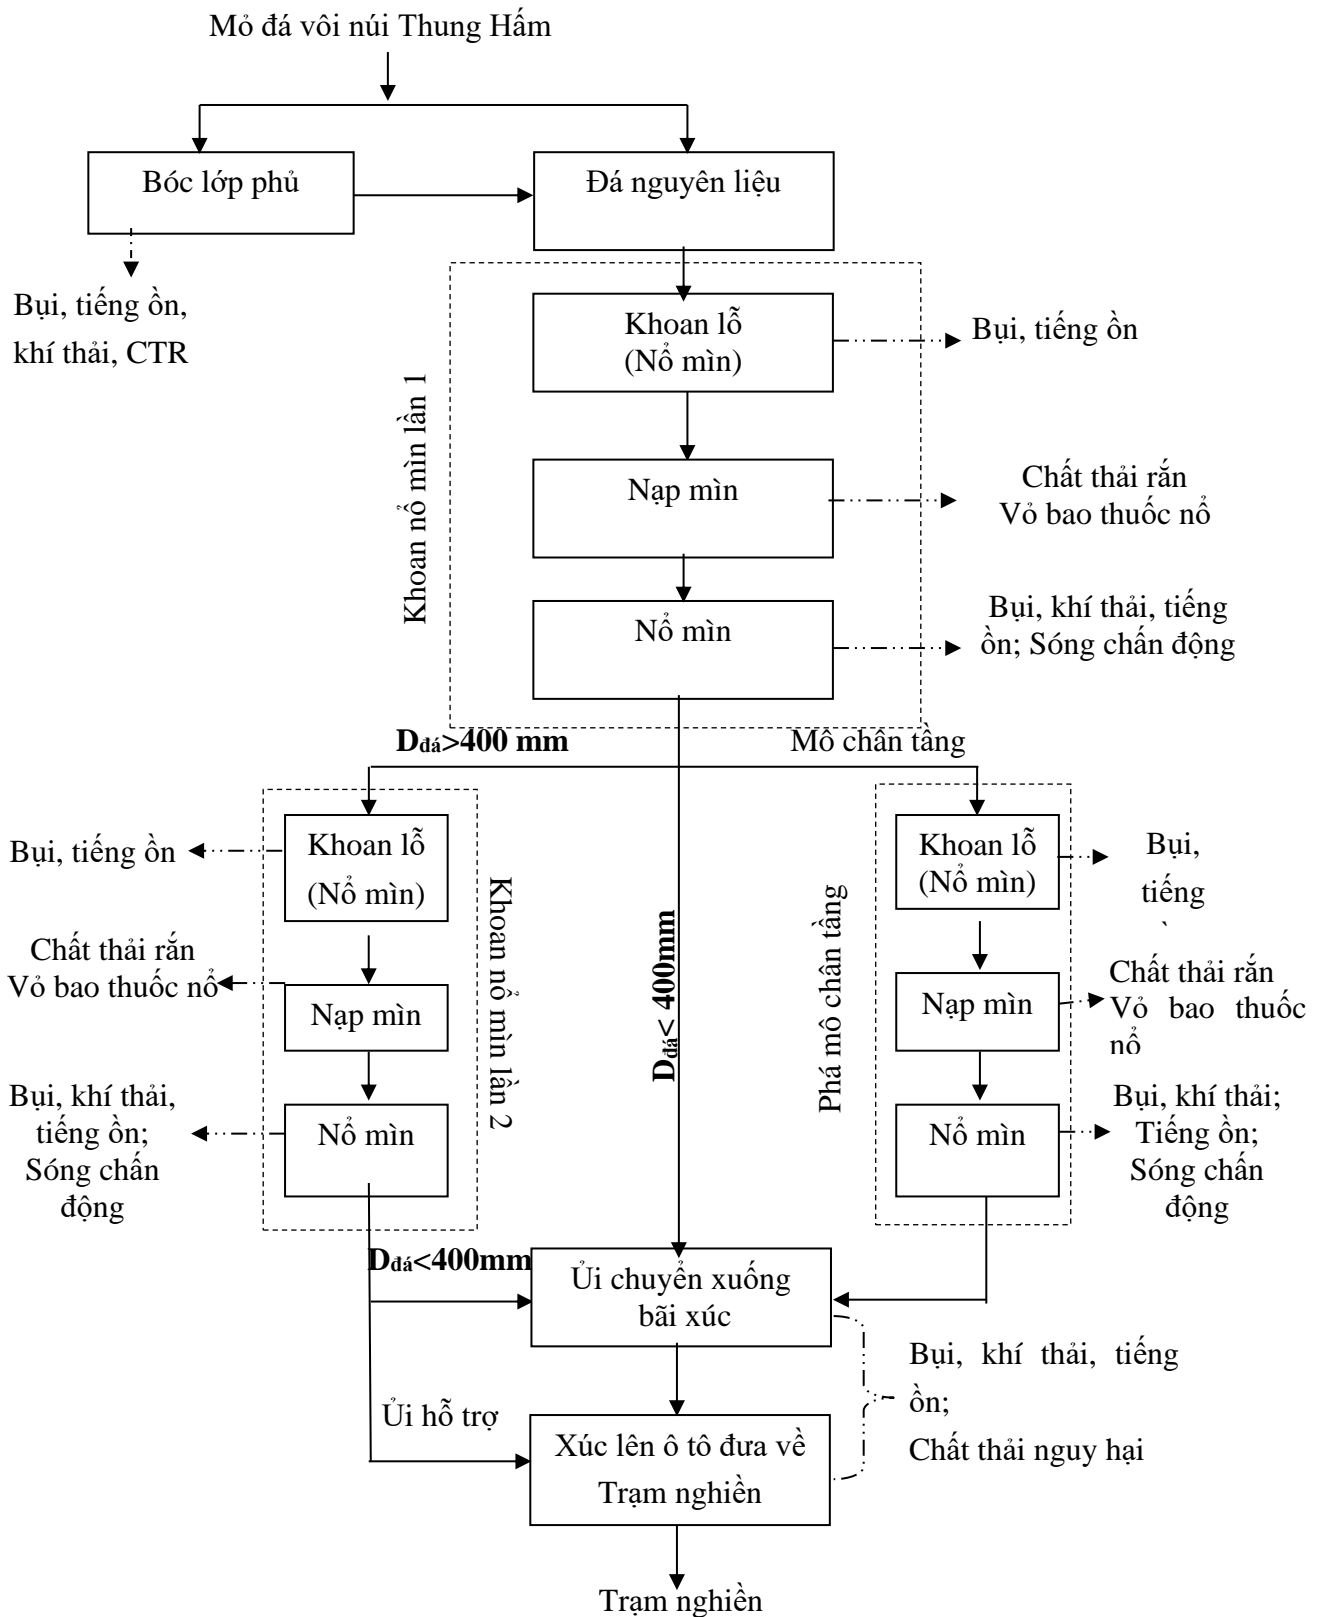 Mỏ đá vôi núi Thung Hấm
Bóc lớp phủ
Đá nguyên liệu
Bụi, tiếng ồn,
khí thải, CTR
Khoan nổ mìn lần 1
Khoan lỗ
(Nổ mìn)
Bụi, tiếng ồn
Nạp mìn
Chất thải rắn
Vỏ bao thuốc nổ
Nổ mìn
Bụi, khí thải, tiếng
ồn; Sóng chấn động
Dđá>400 mm
Mô chân tầng
Bụi, tiếng ồn
Khoan lỗ
(Nổ mìn)
Chất thải rắn
Vỏ bao thuốc nổ
Nạp mìn
Bụi, khí thải,
tiếng ồn;
Sóng chấn
động
Nổ mìn
Khoan nổ mìn lần 2
Dđá< 400mm
Phá mô chân tầng
Khoan lỗ
(Nổ mìn)
Bụi,
tiếng
Nạp mìn
Chất thải rắn
Vỏ bao thuốc
nổ
Nổ mìn
Bụi, khí thải;
Tiếng ồn;
Sóng chấn
động
Dđá<400mm
Ủi chuyển xuống
bãi xúc
Ủi hỗ trợ
Xúc lên ô tô đưa về
Trạm nghiền
Bụi, khí thải, tiếng
ồn;
Chất thải nguy hại
Trạm nghiền